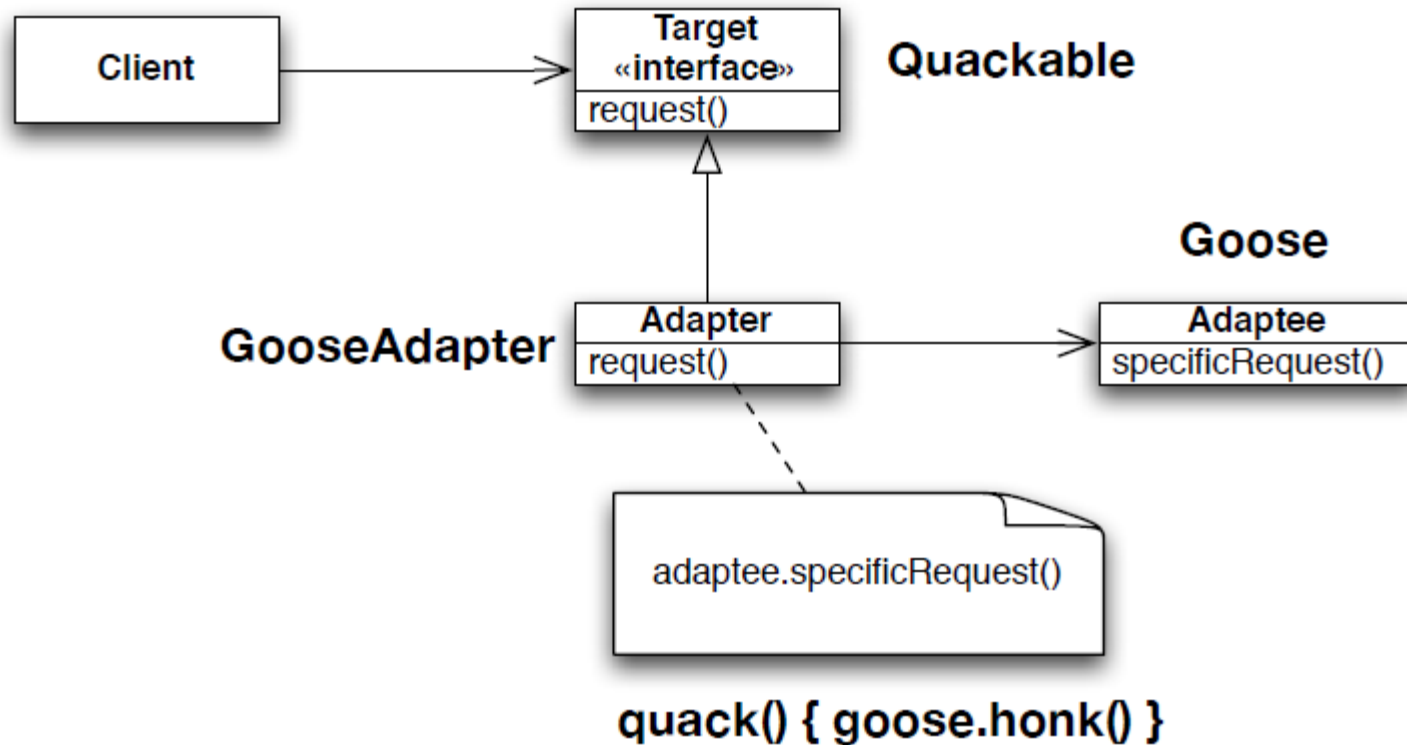 Client
Target
«interface»
request()
Quackable
Goose
GooseAdapter
Adapter
request()
Adaptee
specificRequest()
adaptee.specificRequest()
quack() { goose.honk() }